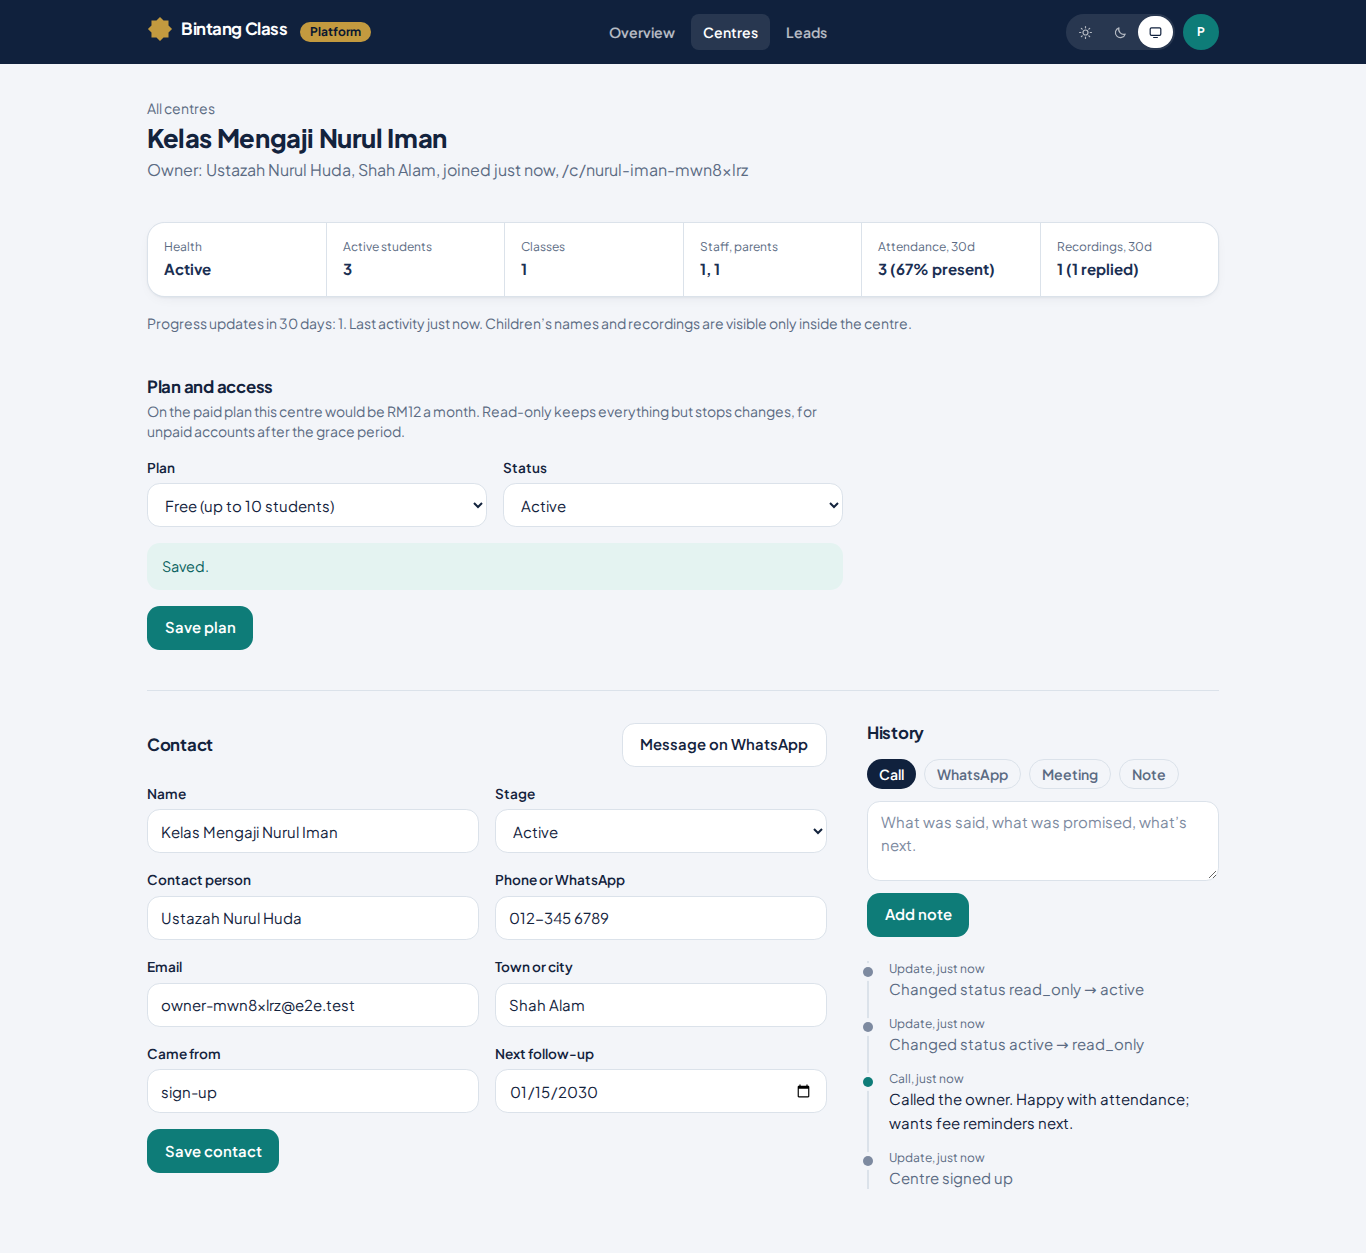 Bintang Class
Platform
Overview
Centres
Leads
P
All centres
Kelas Mengaji Nurul Iman
Owner: Ustazah Nurul Huda, Shah Alam, joined just now, /c/nurul-iman-mwn8xlrz
Health
Active
Active students
3
Classes
1
Staff, parents
1, 1
Attendance, 30d
3 (67% present)
Recordings, 30d
1 (1 replied)
Progress updates in 30 days: 1. Last activity just now. Children's names and recordings are visible only inside the centre.
Plan and access
On the paid plan this centre would be RM12 a month. Read-only keeps everything but stops changes, for
unpaid accounts after the grace period.
Plan
Status
Free (up to 10 students)
Active
Saved.
Save plan
Contact
Message on WhatsApp
Name
Stage
Kelas Mengaji Nurul Iman
Active
Contact person
Phone or WhatsApp
Ustazah Nurul Huda
012-345 6789
Email
Town or city
owner-mwn8xlrz@e2e.test
Shah Alam
Came from
Next follow-up
sign-up
01/15/2030
Save contact
History
Call
WhatsApp
Meeting
Note
What was said, what was promised, what's
next.
Add note
Update, just now
Changed status read_only → active
Update, just now
Changed status active → read_only
Call, just now
Called the owner. Happy with attendance;
wants fee reminders next.
Update, just now
Centre signed up